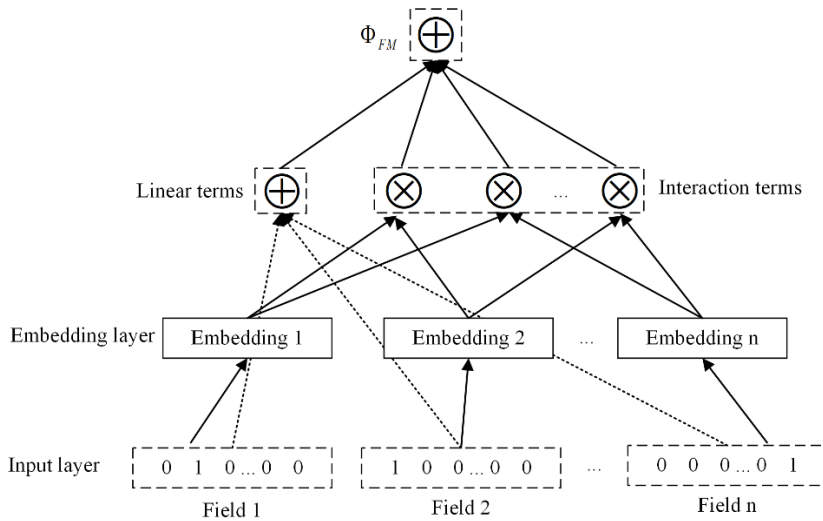 Φ_FM
Linear terms
...
Interaction terms
Embedding layer
Embedding 1
Embedding 2
...
Embedding n
Input layer
0 1 0 ... 0 0
1 0 0 ... 0 0
...
0 0 0 ... 0 1
Field 1
Field 2
Field n